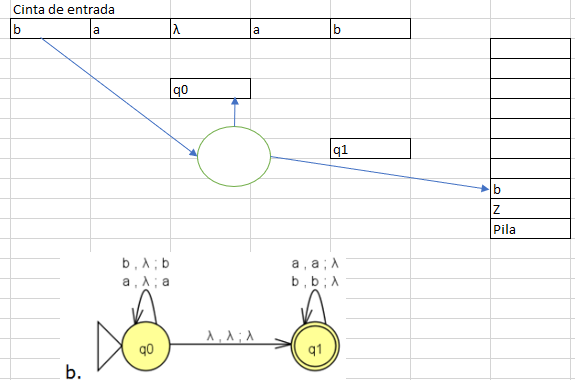 Cinta de entrada
b a λ a b
q0
q1
b
Z
Pila
b , λ ; b
a , λ ; a
a , a ; λ
b , b ; λ
λ , λ ; λ
q0
q1
b.